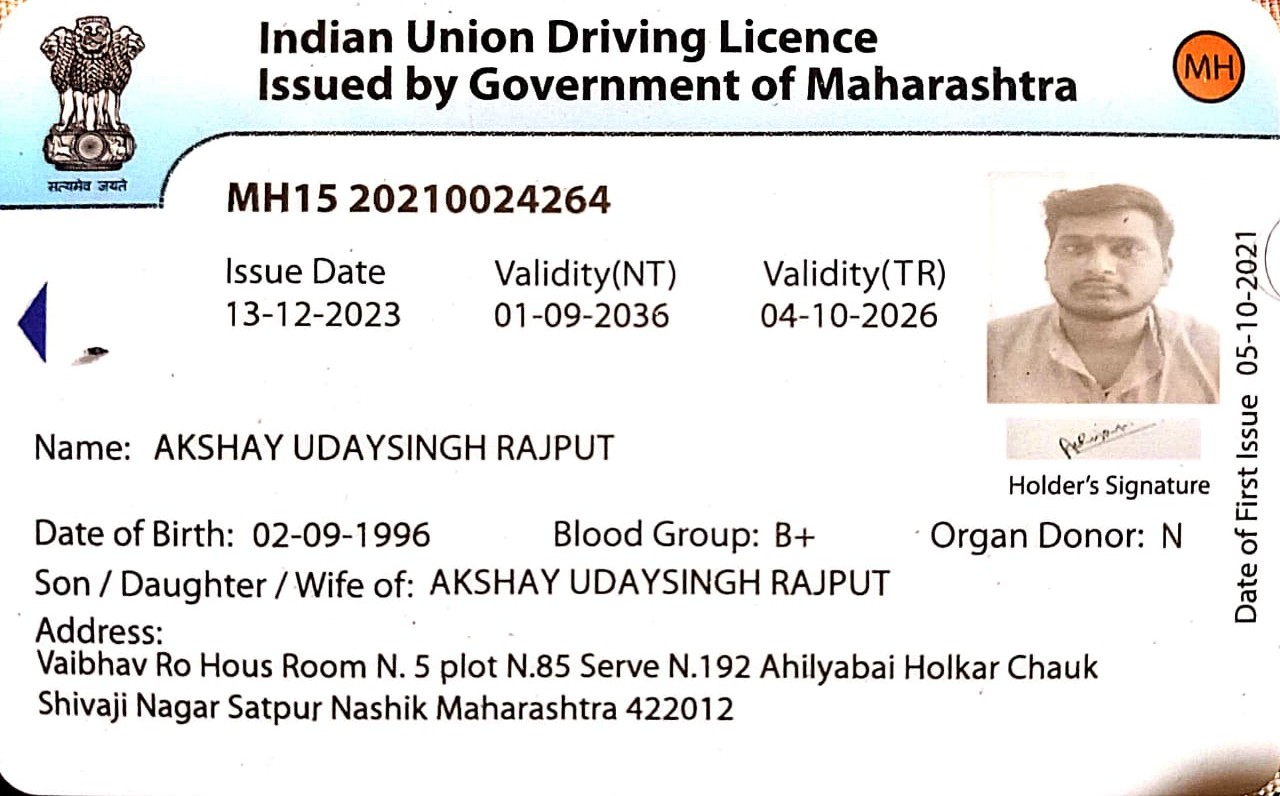 Indian Union Driving Licence
Issued by Government of Maharashtra
MH
सत्यमेव जयते
MH15 20210024264
Issue Date Validity(NT) Validity(TR)
13-12-2023 01-09-2036 04-10-2026
Date of First Issue 05-10-2021
Name: AKSHAY UDAYSINGH RAJPUT
Holder's Signature
Date of Birth: 02-09-1996 Blood Group: B+ Organ Donor: N
Son / Daughter / Wife of: AKSHAY UDAYSINGH RAJPUT
Address:
Vaibhav Ro Hous Room N. 5 plot N.85 Serve N.192 Ahilyabai Holkar Chauk
Shivaji Nagar Satpur Nashik Maharashtra 422012